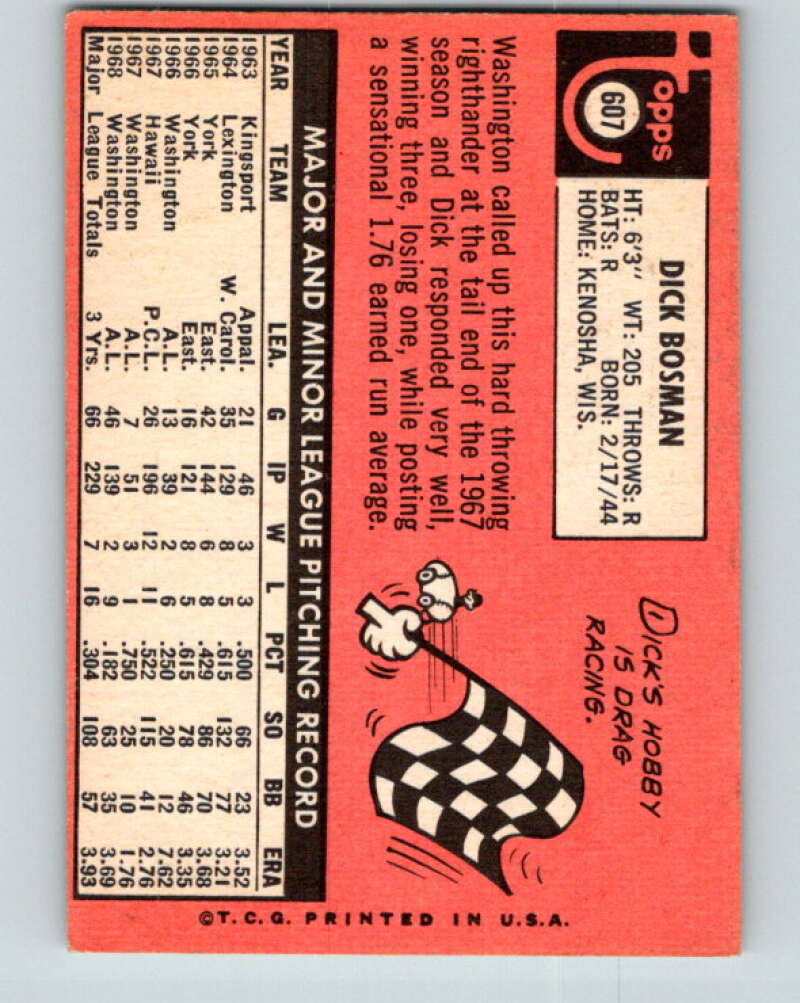 topps
607
DICK BOSMAN
HT: 6'3" WT: 205 THROWS: R
BATS: R BORN: 2/17/44
HOME: KENOSHA, WIS.
Washington called up this hard throwing
righthander at the tail end of the 1967
season and Dick responded very well,
winning three, losing one, while posting
a sensational 1.76 earned run average.
DICK'S HOBBY
IS DRAG
RACING.
MAJOR AND MINOR LEAGUE PITCHING RECORD
YEAR TEAM LEA. G IP W L PCT SO BB ERA
1963 Kingsport Appal. 21 46 3 3 .500 66 23 3.52
1964 Lexington W. Carol. 35 129 8 5 .615 132 77 3.21
1965 York East. 42 144 6 8 .429 86 70 3.68
1966 York East. 16 121 8 5 .615 78 46 3.35
1966 Washington A.L. 13 39 2 6 .250 20 12 7.62
1967 Hawaii P.C.L. 26 196 12 11 .522 115 41 2.76
1967 Washington A.L. 7 51 3 1 .750 25 10 1.76
1968 Washington A.L. 46 139 2 9 .182 63 35 3.69
Major League Totals 3 Yrs. 66 229 7 16 .304 108 57 3.93
©T.C.G. PRINTED IN U.S.A.